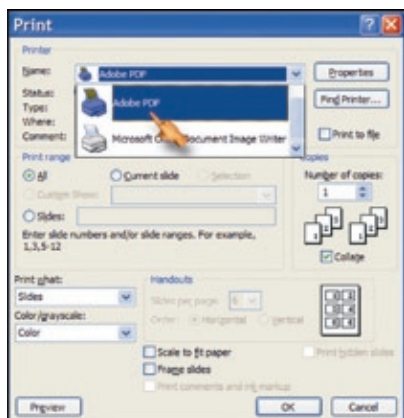 Print
Printer
Name:
Adobe PDF
Properties
Status:
Adobe PDF
Find Printer...
Type:
Where:
Microsoft Document Image Writer
Comment:
Print to file
Print range
Copies
All
Current slide
Selection
Number of copies:
Custom Show:
1
Slides:
Enter slide numbers and/or slide ranges. For example,
1,3,5-12
Collate
Print what:
Handouts
Slides
Slides per page: 6
Color/grayscale:
Order: Horizontal Vertical
Color
Scale to fit paper
Print hidden slides
Frame slides
Print comments and ink markup
Preview
OK
Cancel